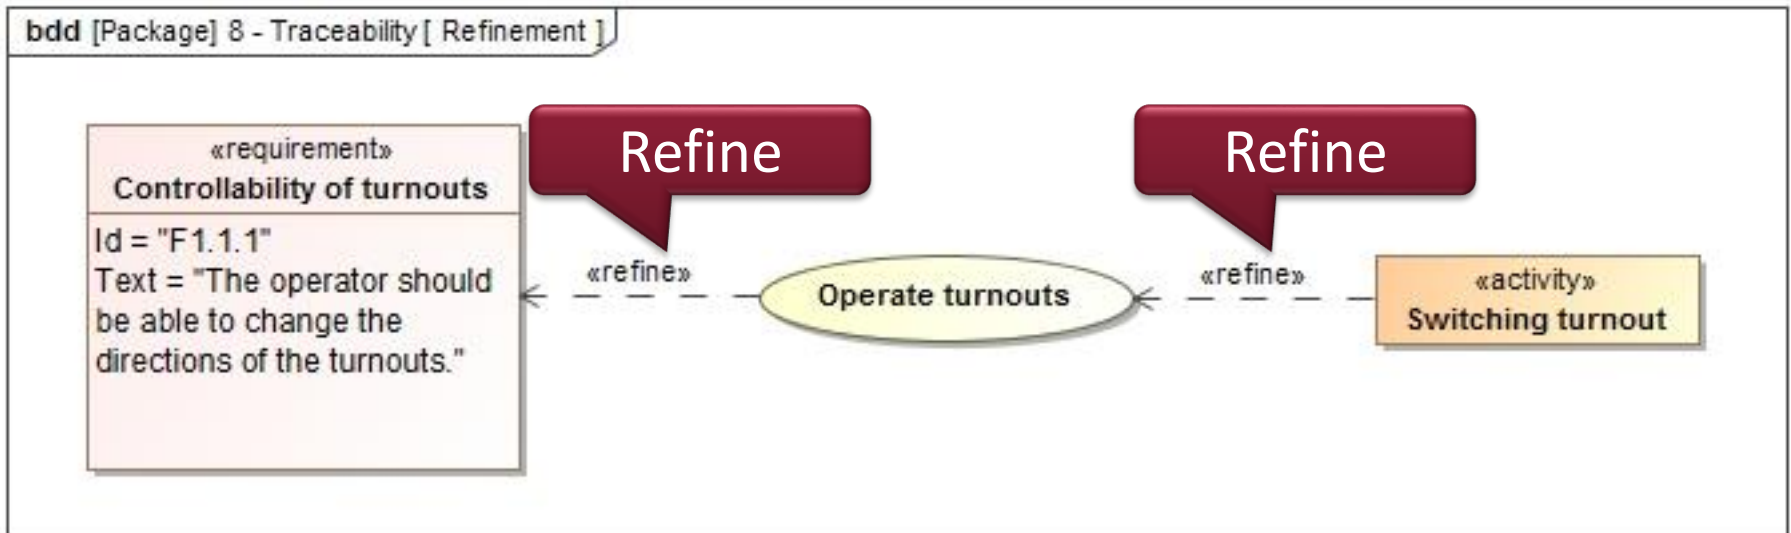 bdd [Package] 8 - Traceability [ Refinement ]
«requirement»
Controllability of turnouts
Id = "F1.1.1"
Text = "The operator should
be able to change the
directions of the turnouts."
Refine
«refine»
Operate turnouts
Refine
«refine»
«activity»
Switching turnout